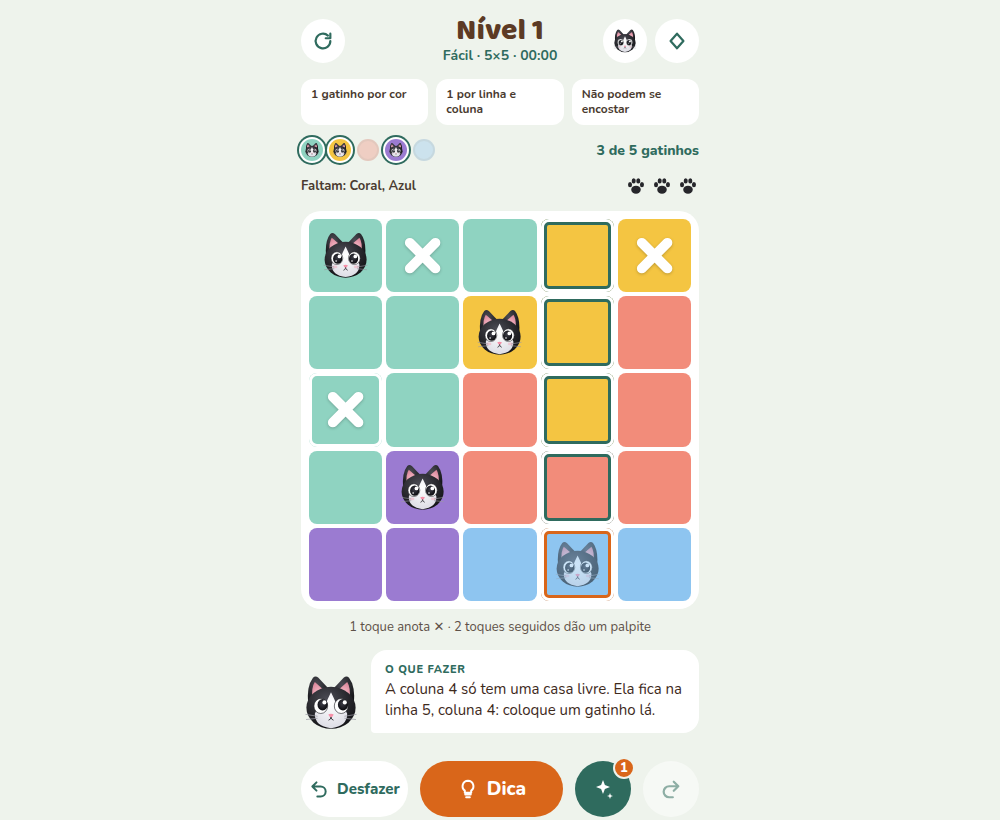 Nível 1
Fácil · 5×5 · 00:00
1 gatinho por cor
1 por linha e
coluna
Não podem se
encostar
3 de 5 gatinhos
Faltam: Coral, Azul
1 toque anota ✕ · 2 toques seguidos dão um palpite
O QUE FAZER
A coluna 4 só tem uma casa livre. Ela fica na
linha 5, coluna 4: coloque um gatinho lá.
Desfazer
Dica
1